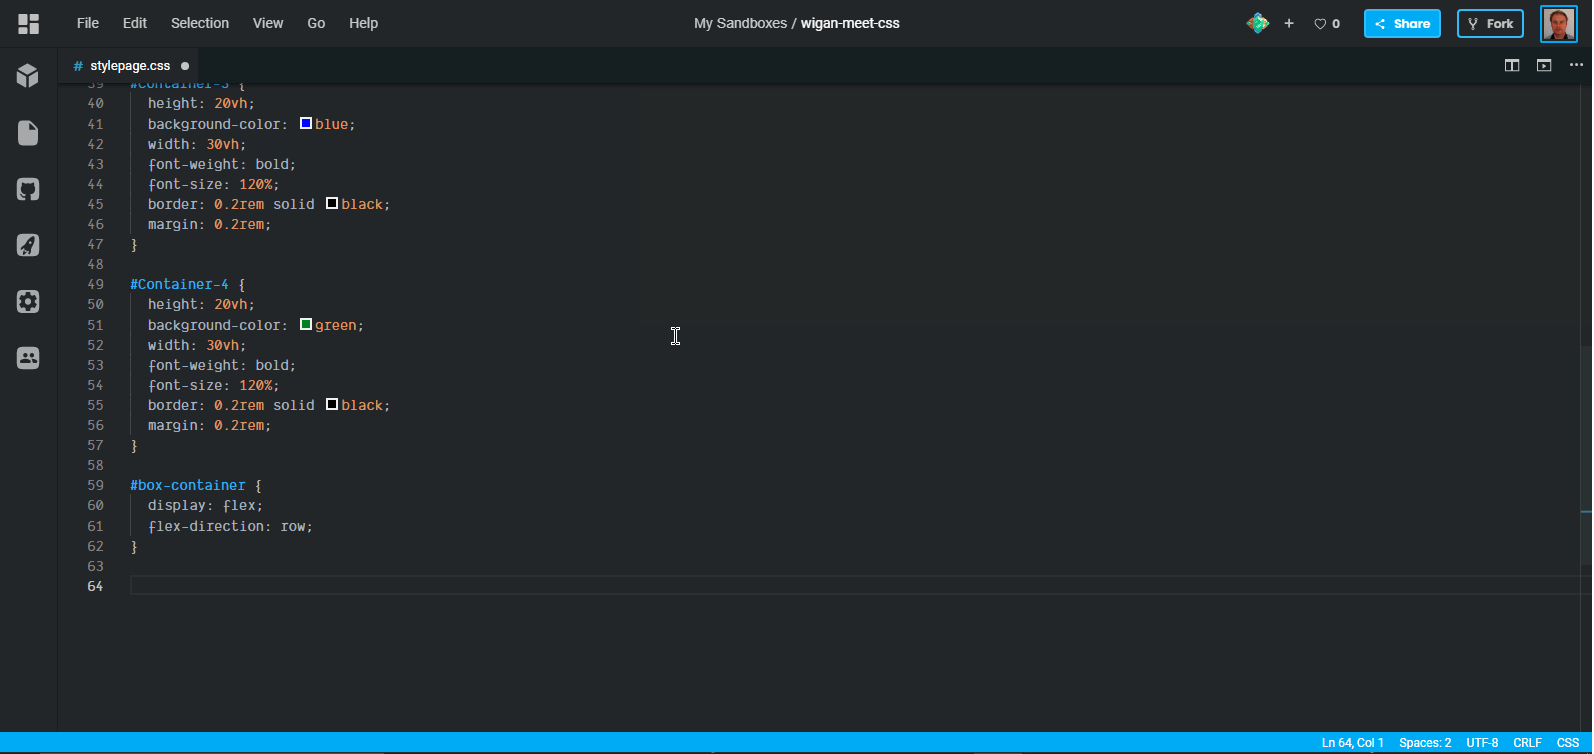 File Edit Selection View Go Help My Sandboxes / wigan-meet-css + 0 Share Fork
# stylepage.css
39 #Container-3 {
40 height: 20vh;
41 background-color: blue;
42 width: 30vh;
43 font-weight: bold;
44 font-size: 120%;
45 border: 0.2rem solid black;
46 margin: 0.2rem;
47 }
48
49 #Container-4 {
50 height: 20vh;
51 background-color: green;
52 width: 30vh;
53 font-weight: bold;
54 font-size: 120%;
55 border: 0.2rem solid black;
56 margin: 0.2rem;
57 }
58
59 #box-container {
60 display: flex;
61 flex-direction: row;
62 }
63
64
Ln 64, Col 1 Spaces: 2 UTF-8 CRLF CSS